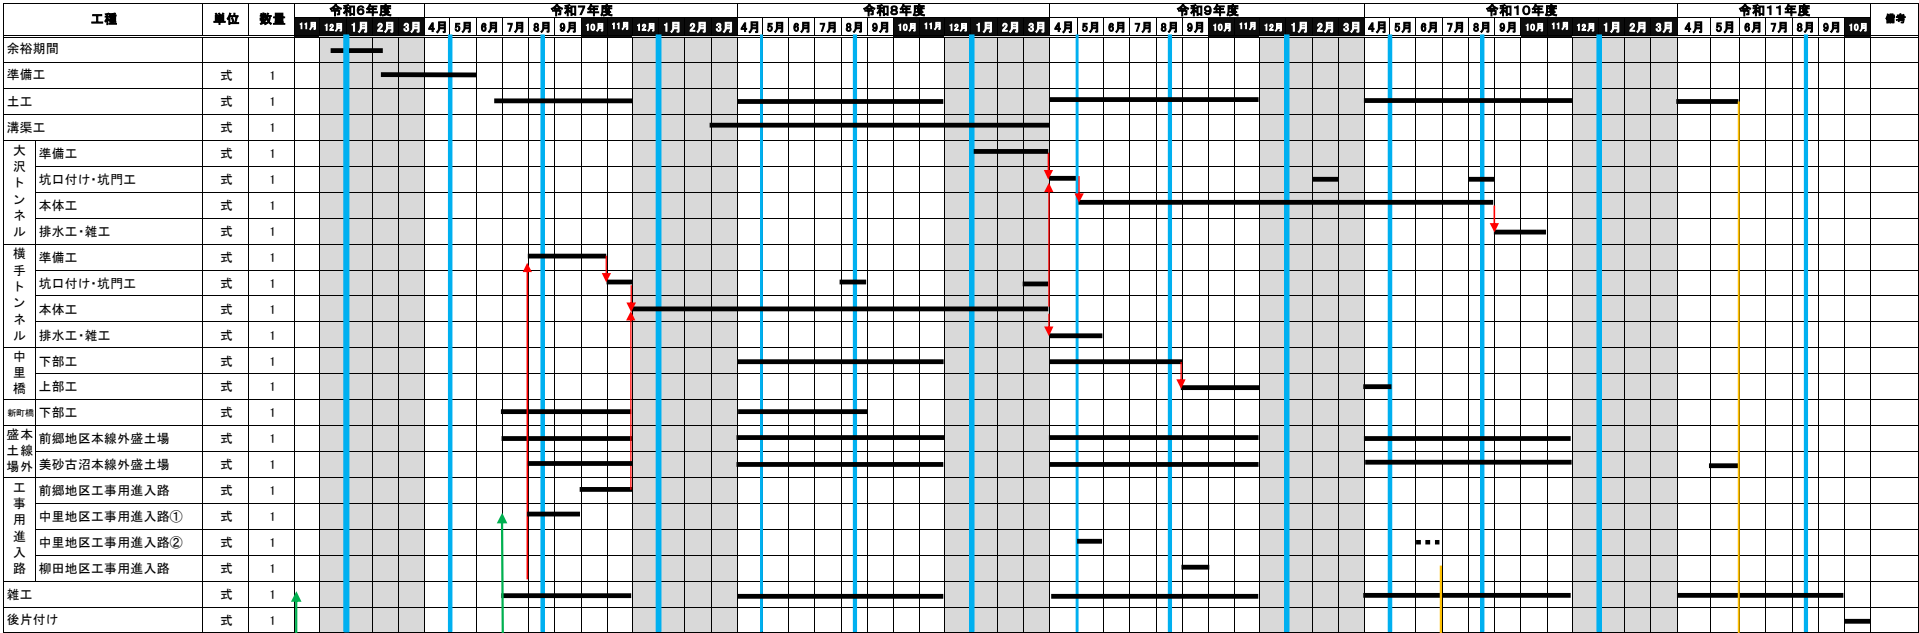 工種 単位 数量 令和6年度 令和7年度 令和8年度 令和9年度 令和10年度 令和11年度 備考
11月 12月 1月 2月 3月 4月 5月 6月 7月 8月 9月 10月 11月 12月 1月 2月 3月 4月 5月 6月 7月 8月 9月 10月 11月 12月 1月 2月 3月 4月 5月 6月 7月 8月 9月 10月 11月 12月 1月 2月 3月 4月 5月 6月 7月 8月 9月 10月 11月 12月 1月 2月 3月 4月 5月 6月 7月 8月 9月 10月
余裕期間
準備工 式 1
土工 式 1
溝渠工 式 1
大沢トンネル
準備工 式 1
坑口付け・坑門工 式 1
本体工 式 1
排水工・雑工 式 1
横手トンネル
準備工 式 1
坑口付け・坑門工 式 1
本体工 式 1
排水工・雑工 式 1
中里橋
下部工 式 1
上部工 式 1
新町橋 下部工 式 1
本線外盛土場
前郷地区本線外盛土場 式 1
美砂古沼本線外盛土場 式 1
工事用進入路
前郷地区工事用進入路 式 1
中里地区工事用進入路① 式 1
中里地区工事用進入路② 式 1
柳田地区工事用進入路 式 1
雑工 式 1
後片付け 式 1